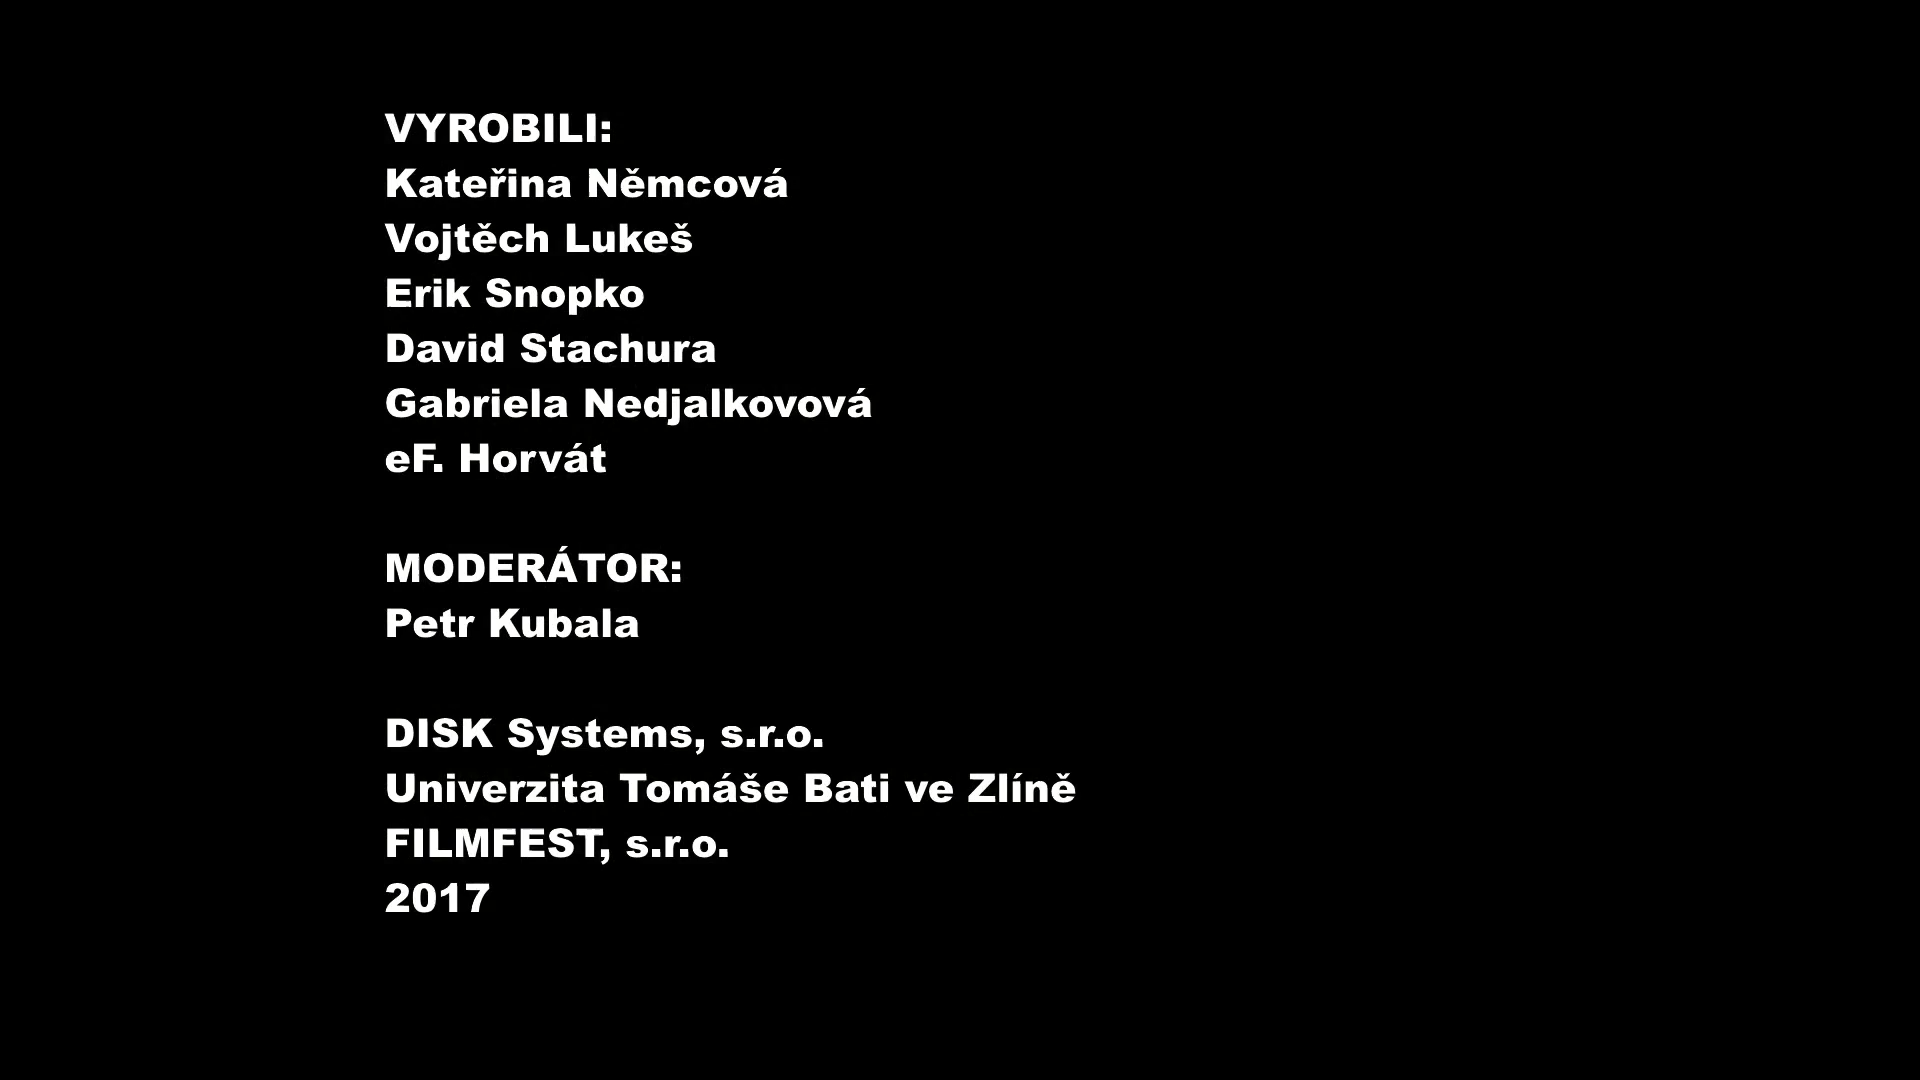 VYROBILI:
Kateřina Němcová
Vojtěch Lukeš
Erik Snopko
David Stachura
Gabriela Nedjalkovová
eF. Horvát
MODERÁTOR:
Petr Kubala
DISK Systems, s.r.o.
Univerzita Tomáše Bati ve Zlíně
FILMFEST, s.r.o.
2017